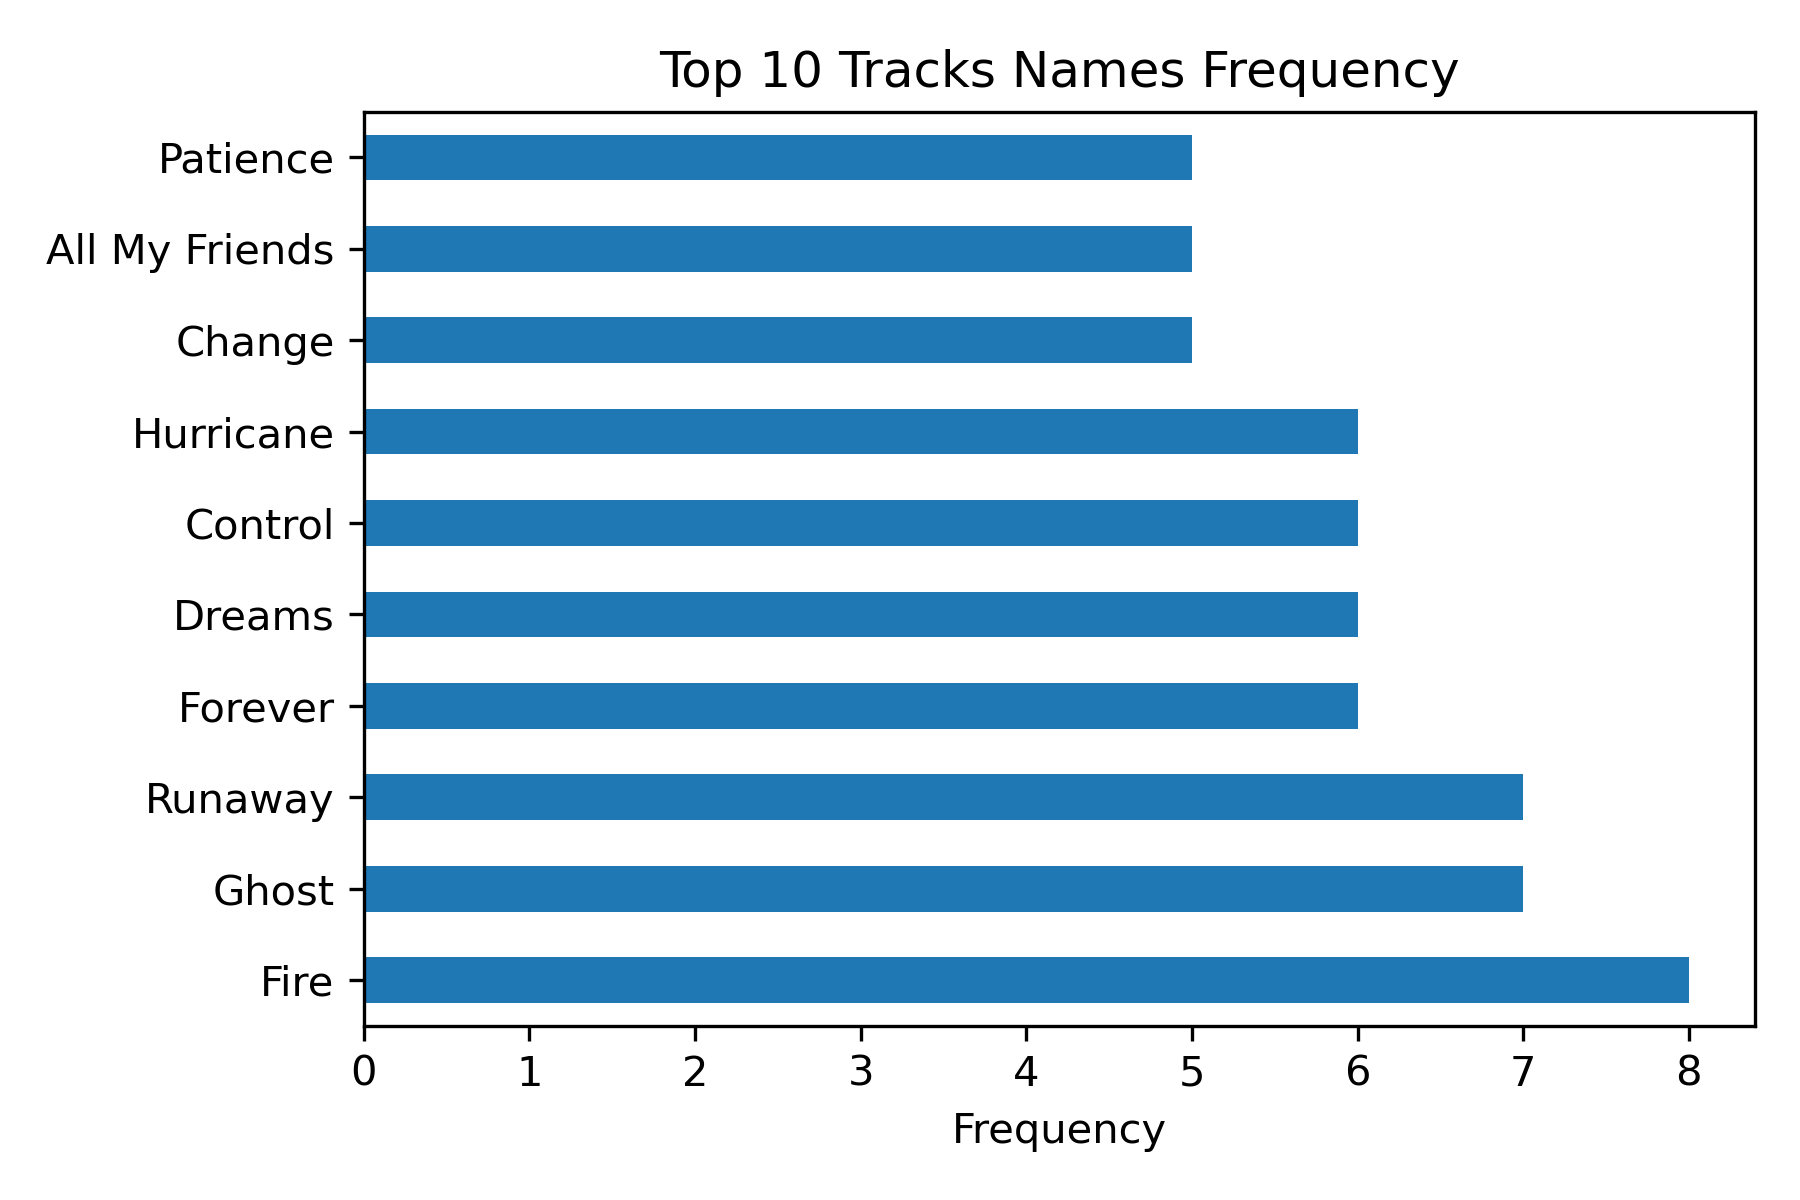 Top 10 Tracks Names Frequency
Patience
All My Friends
Change
Hurricane
Control
Dreams
Forever
Runaway
Ghost
Fire
0 1 2 3 4 5 6 7 8
Frequency